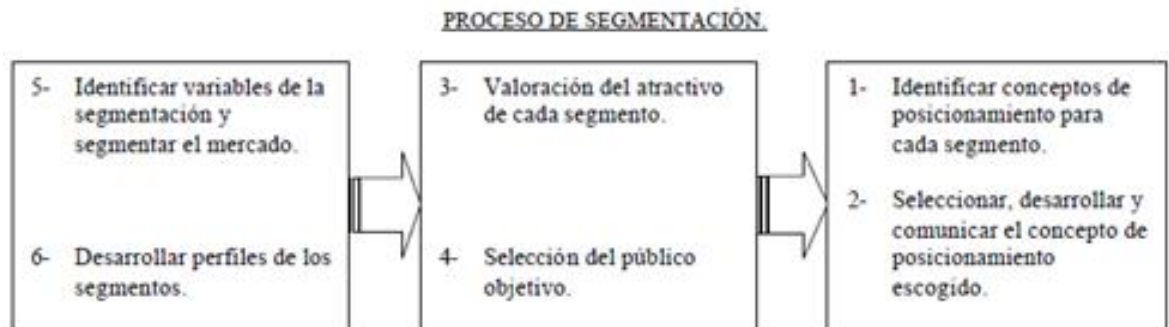 PROCESO DE SEGMENTACIÓN.
5- Identificar variables de la
segmentación y
segmentar el mercado.
6- Desarrollar perfiles de los
segmentos.
3- Valoración del atractivo
de cada segmento.
4- Selección del público
objetivo.
1- Identificar conceptos de
posicionamiento para
cada segmento.
2- Seleccionar, desarrollar y
comunicar el concepto de
posicionamiento
escogido.